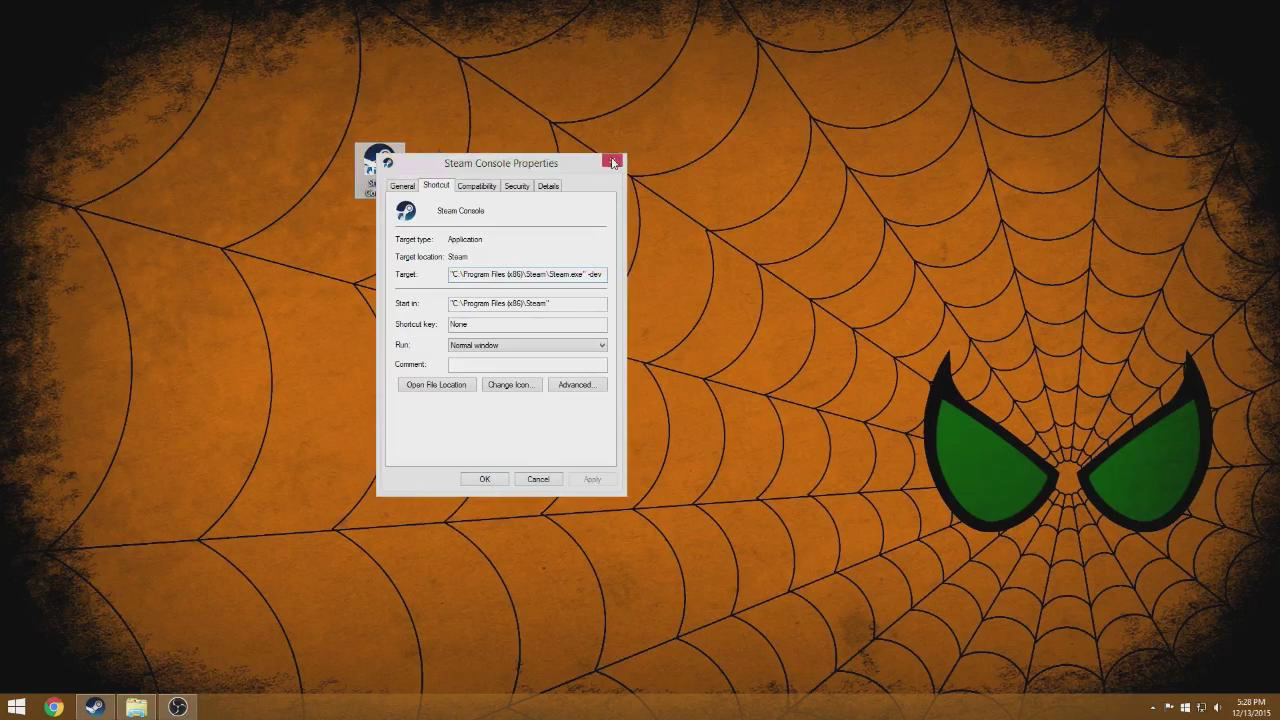 Steam Console Properties
General Shortcut Compatibility Security Details
Steam Console
Target type: Application
Target location: Steam
Target: "C:\Program Files (x86)\Steam\Steam.exe" -dev
Start in: "C:\Program Files (x86)\Steam"
Shortcut key: None
Run: Normal window
Comment:
Open File Location Change Icon... Advanced...
OK Cancel Apply
5:28 PM
12/13/2015